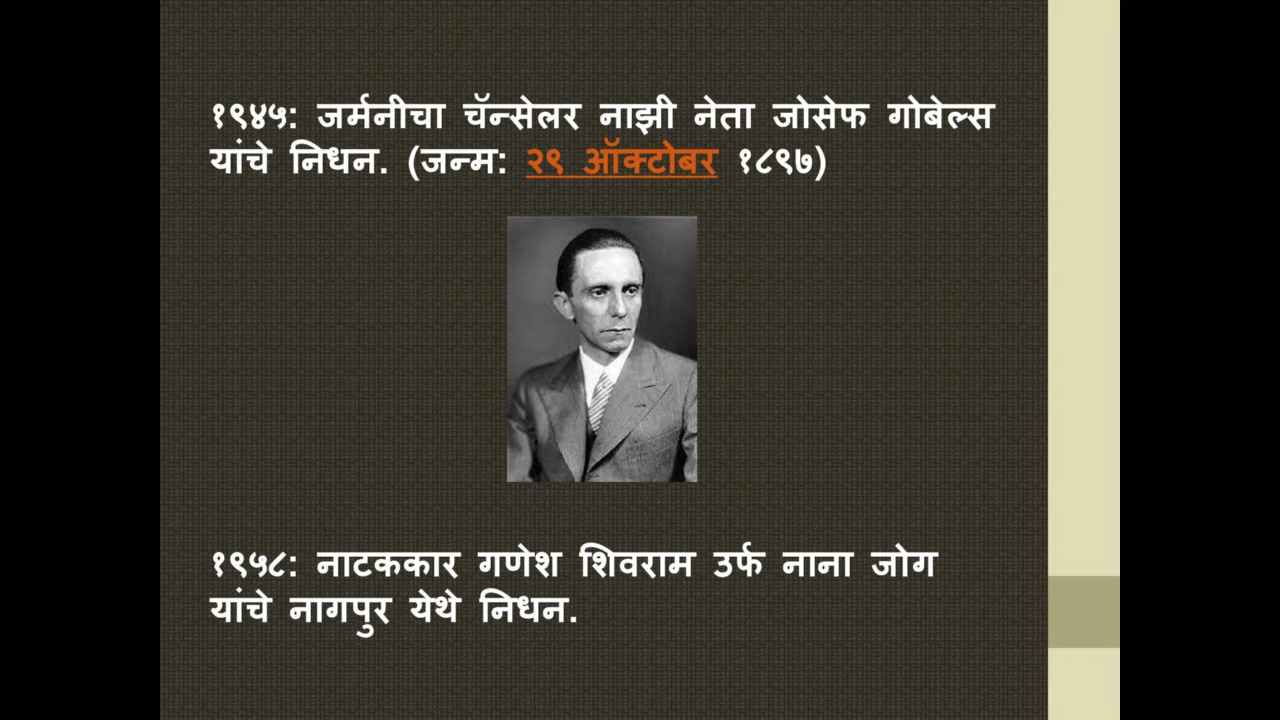 १९४५: जर्मनीचा चॅन्सेलर नाझी नेता जोसेफ गोबेल्स
यांचे निधन. (जन्म: २९ ऑक्टोबर १८९७)
१९५८: नाटककार गणेश शिवराम उर्फ नाना जोग
यांचे नागपुर येथे निधन.